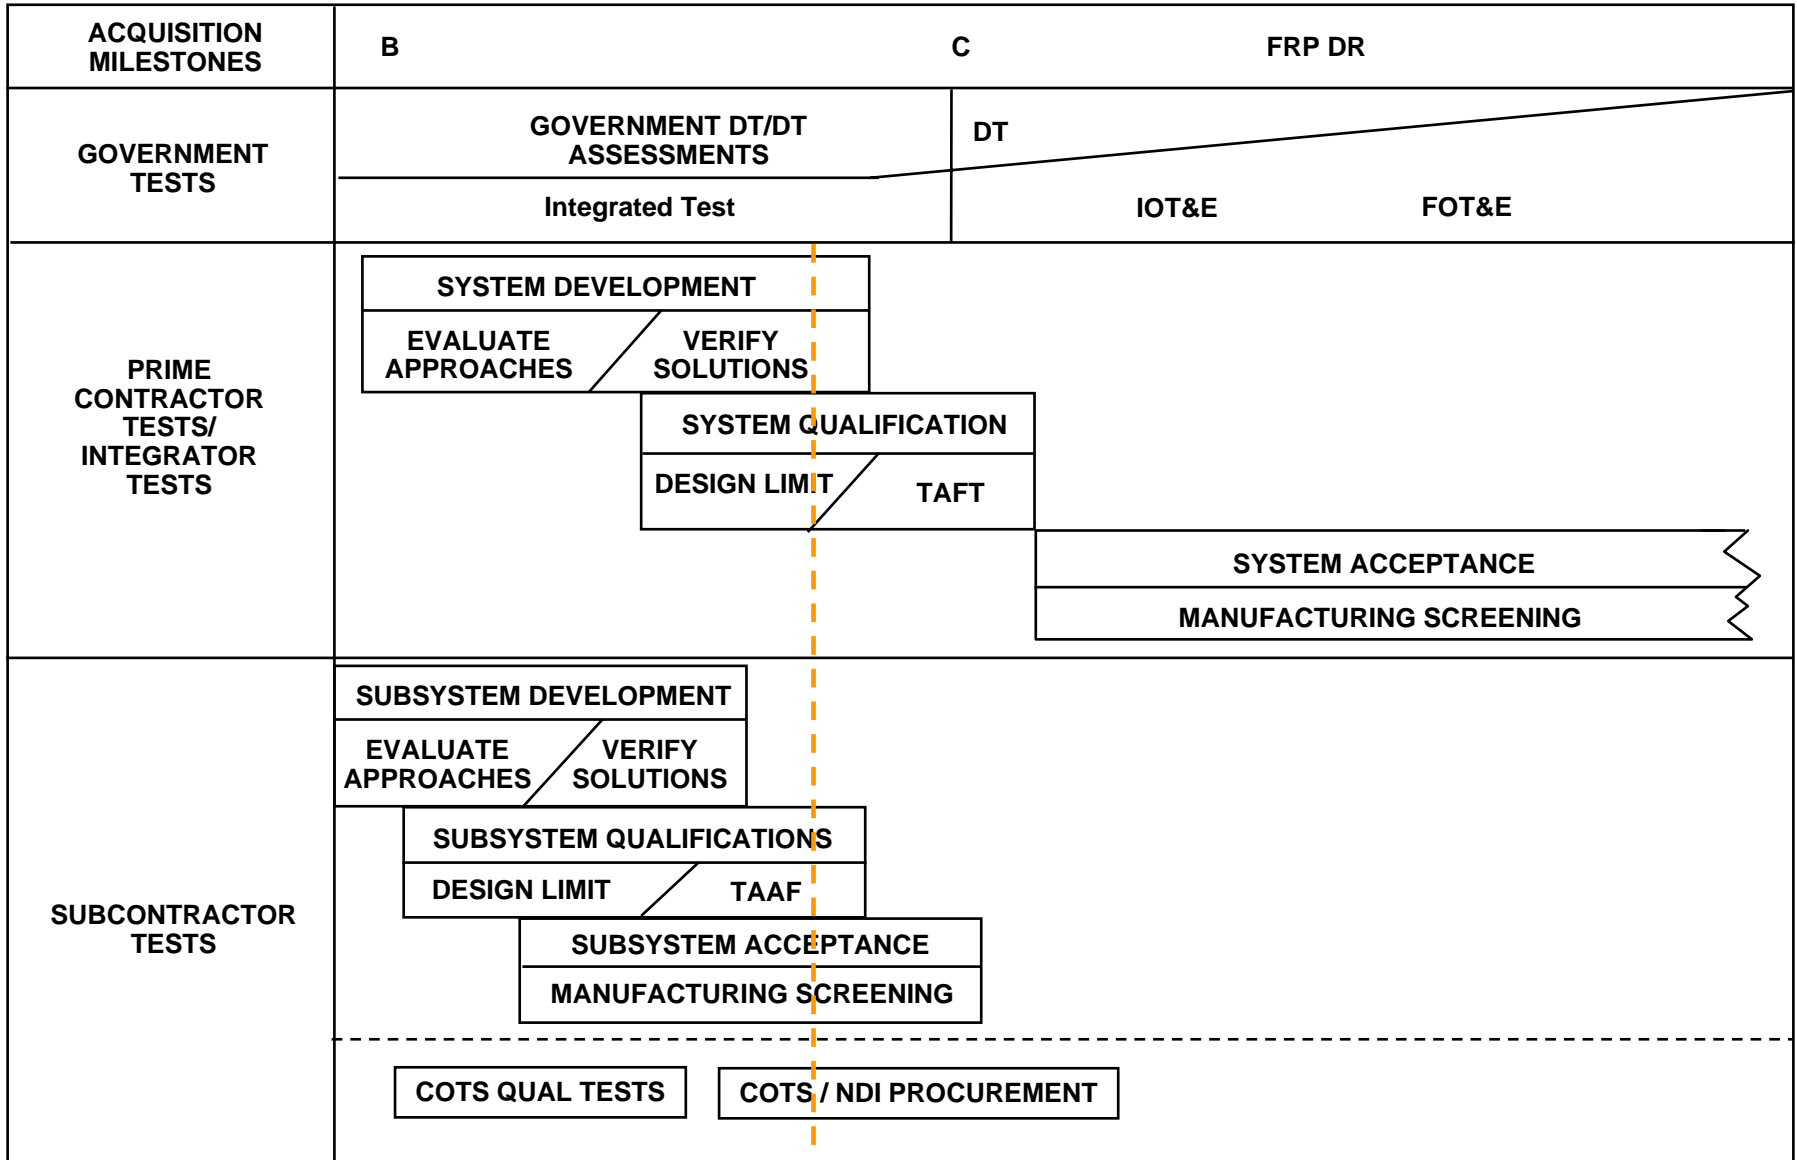 ACQUISITION
MILESTONES
B
C
FRP DR
GOVERNMENT
TESTS
GOVERNMENT DT/DT
ASSESSMENTS
DT
Integrated Test
IOT&E
FOT&E
PRIME
CONTRACTOR
TESTS/
INTEGRATOR
TESTS
SYSTEM DEVELOPMENT
EVALUATE
APPROACHES
VERIFY
SOLUTIONS
SYSTEM QUALIFICATION
DESIGN LIMIT
TAFT
SYSTEM ACCEPTANCE
MANUFACTURING SCREENING
SUBCONTRACTOR
TESTS
SUBSYSTEM DEVELOPMENT
EVALUATE
APPROACHES
VERIFY
SOLUTIONS
SUBSYSTEM QUALIFICATIONS
DESIGN LIMIT
TAAF
SUBSYSTEM ACCEPTANCE
MANUFACTURING SCREENING
COTS QUAL TESTS
COTS / NDI PROCUREMENT